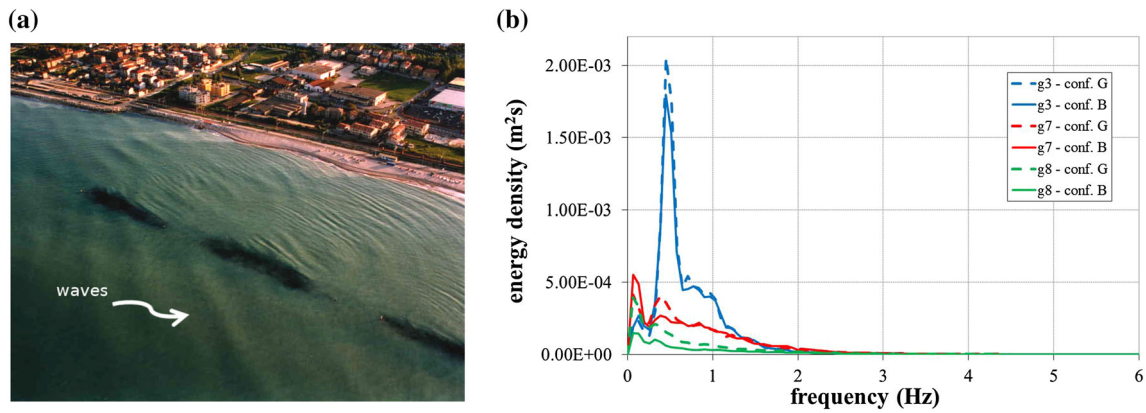 (a)
waves
(b)
energy density (m²s)
2.00E-03
1.50E-03
1.00E-03
5.00E-04
0.00E+00
0 1 2 3 4 5 6
frequency (Hz)
g3 - conf. G
g3 - conf. B
g7 - conf. G
g7 - conf. B
g8 - conf. G
g8 - conf. B